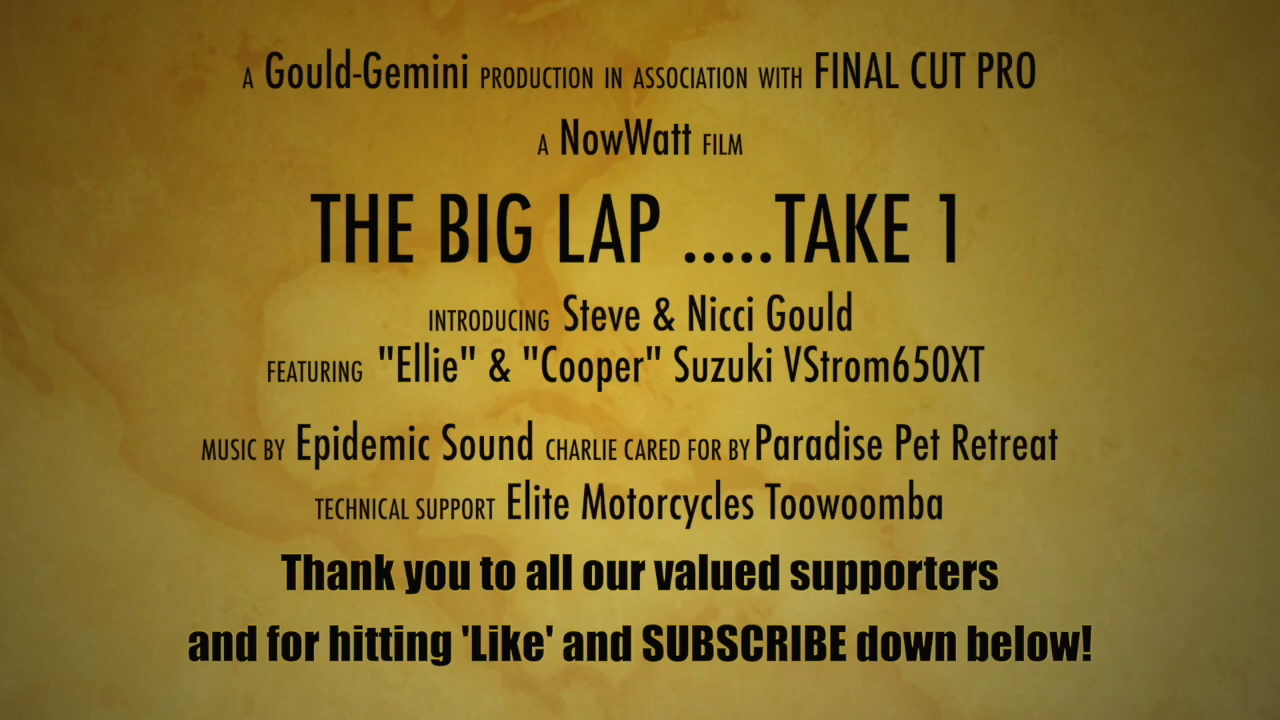 A Gould-Gemini PRODUCTION IN ASSOCIATION WITH FINAL CUT PRO
A NowWatt FILM
THE BIG LAP .....TAKE 1
INTRODUCING Steve & Nicci Gould
FEATURING "Ellie" & "Cooper" Suzuki VStrom650XT
MUSIC BY Epidemic Sound CHARLIE CARED FOR BY Paradise Pet Retreat
TECHNICAL SUPPORT Elite Motorcycles Toowoomba
Thank you to all our valued supporters
and for hitting 'Like' and SUBSCRIBE down below!